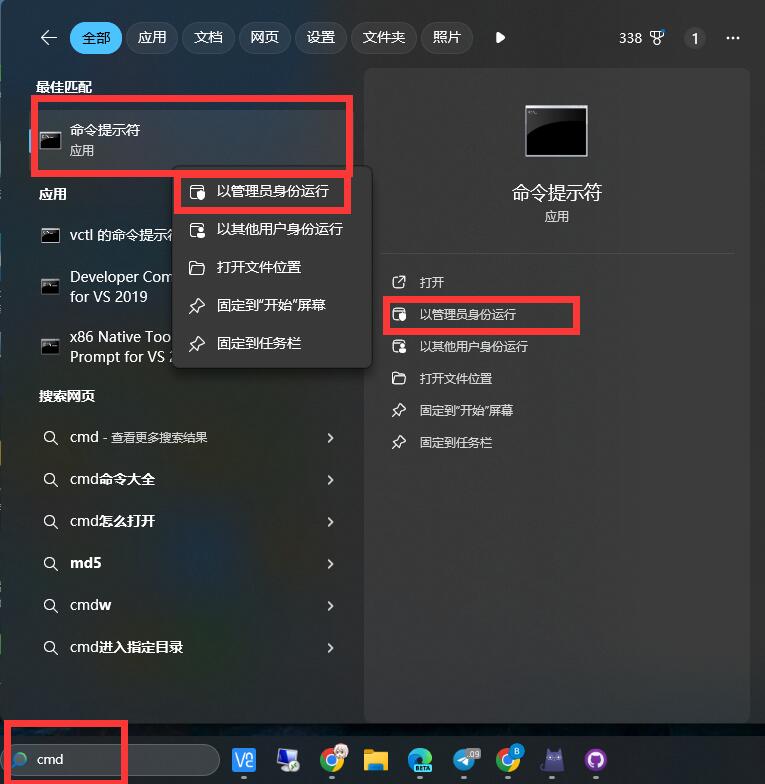 全部 应用 文档 网页 设置 文件夹 照片 338 1
最佳匹配
命令提示符
应用
应用
vctl 的命令提示符
Developer Com
for VS 2019
x86 Native Too
Prompt for VS 2
搜索网页
cmd - 查看更多搜索结果
cmd命令大全
cmd怎么打开
md5
cmdw
cmd进入指定目录
以管理员身份运行
以其他用户身份运行
打开文件位置
固定到“开始”屏幕
固定到任务栏
命令提示符
应用
打开
以管理员身份运行
以其他用户身份运行
打开文件位置
固定到“开始”屏幕
固定到任务栏
cmd
V2
BETA
.09
B